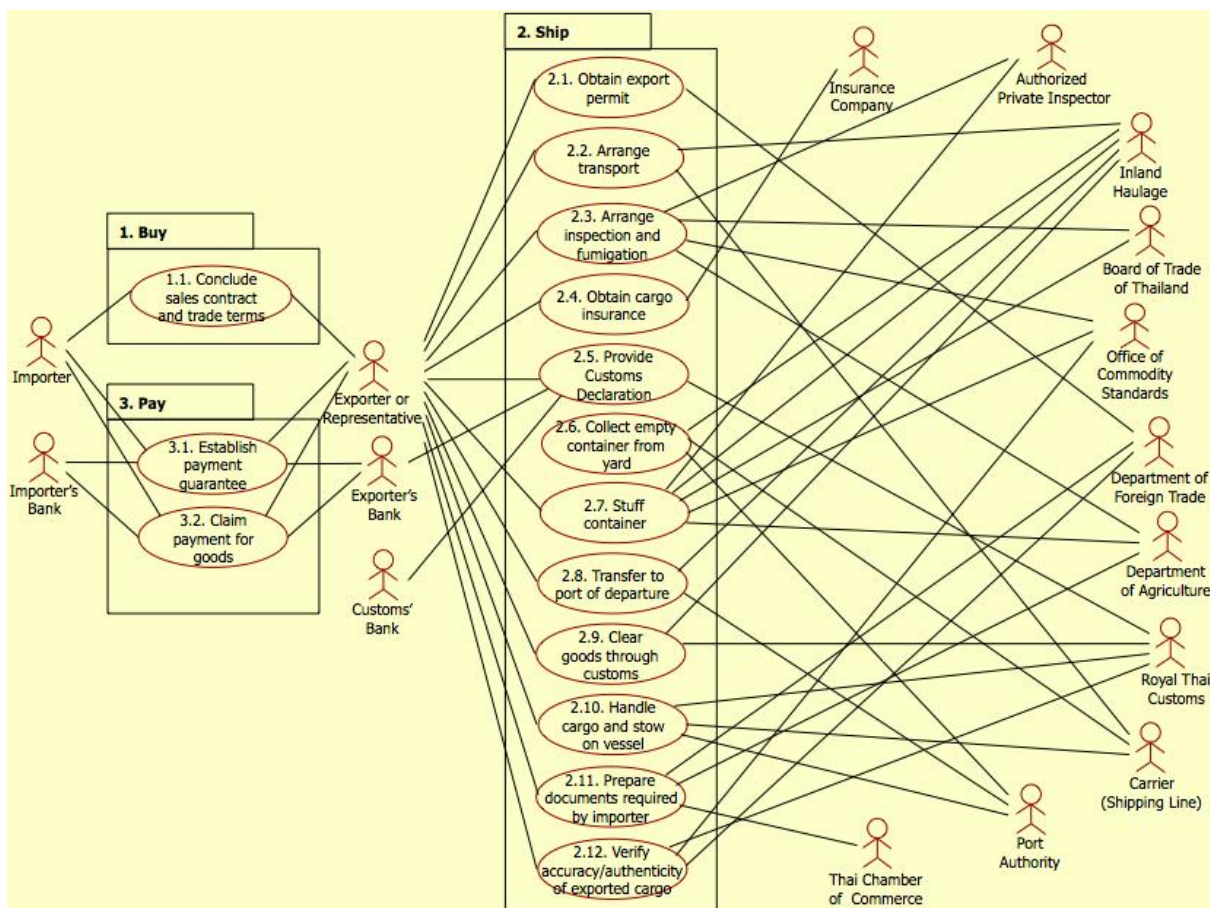 2. Ship
2.1. Obtain export
permit
2.2. Arrange
transport
2.3. Arrange
inspection and
fumigation
2.4. Obtain cargo
insurance
2.5. Provide
Customs
Declaration
2.6. Collect empty
container from
yard
2.7. Stuff
container
2.8. Transfer to
port of departure
2.9. Clear
goods through
customs
2.10. Handle
cargo and stow
on vessel
2.11. Prepare
documents required
by importer
2.12. Verify
accuracy/authenticity
of exported cargo
1. Buy
1.1. Conclude
sales contract
and trade terms
3. Pay
3.1. Establish
payment
guarantee
3.2. Claim
payment for
goods
Importer
Importer's
Bank
Exporter or
Representative
Exporter's
Bank
Customs'
Bank
Insurance
Company
Authorized
Private Inspector
Inland
Haulage
Board of Trade
of Thailand
Office of
Commodity
Standards
Department of
Foreign Trade
Department
of Agriculture
Royal Thai
Customs
Carrier
(Shipping Line)
Port
Authority
Thai Chamber
of Commerce